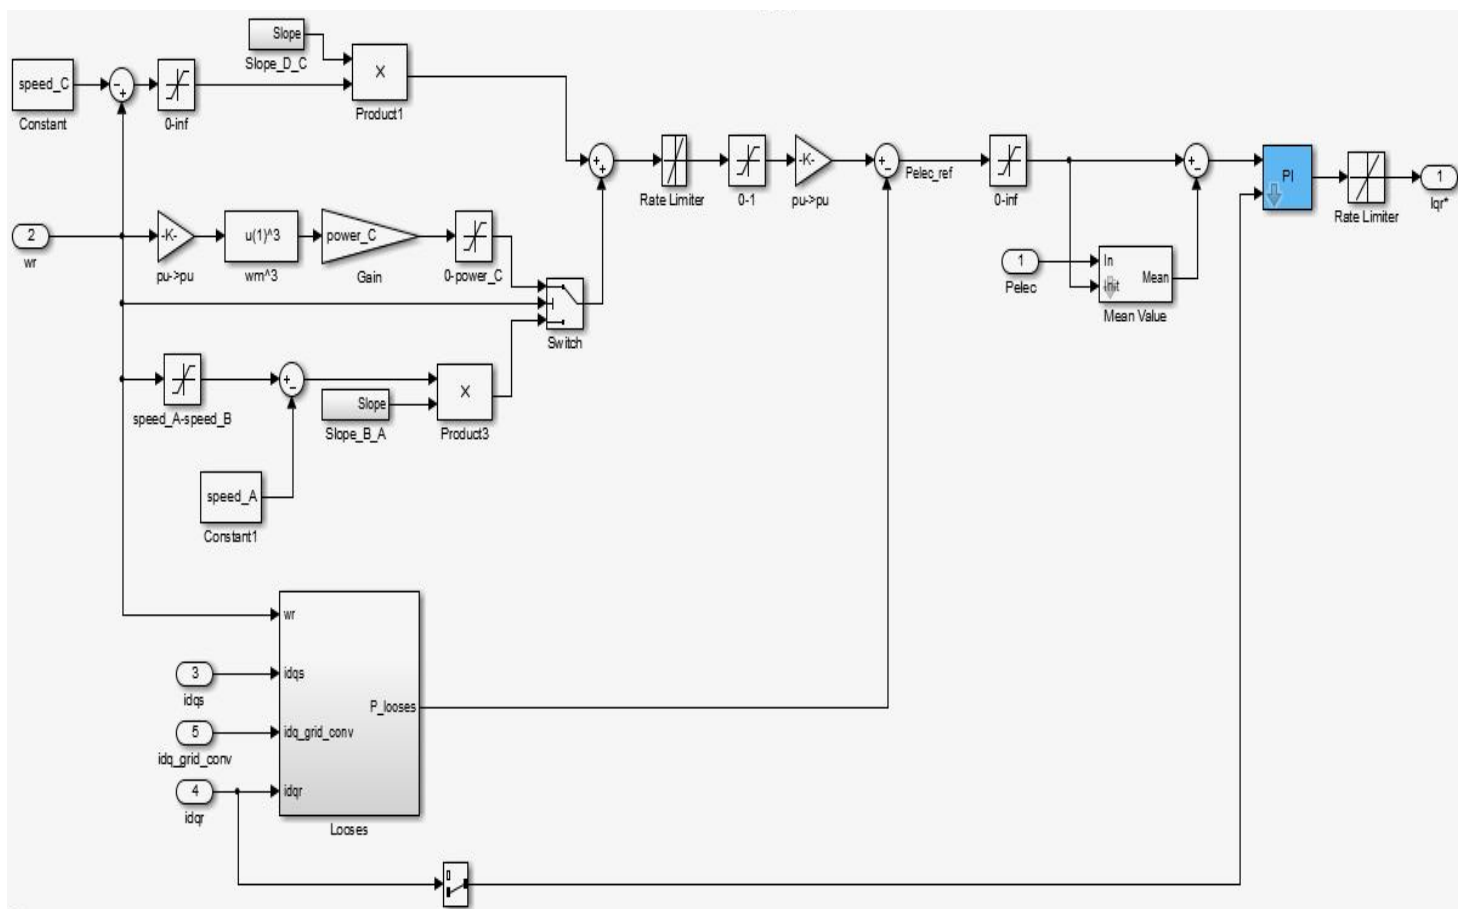 Slope
Slope_D_C
speed_C
Constant
0-inf
X
Product1
2
wr
-K-
pu->pu
u(1)^3
wm^3
power_C
Gain
0-power_C
Switch
speed_A-speed_B
Slope
Slope_B_A
X
Product3
speed_A
Constant1
Rate Limiter
0-1
-K-
pu->pu
Pelec_ref
0-inf
1
Pelec
In
Mean
Mean Value
PI
Rate Limiter
1
Iqr*
wr
3
idqs
idqs
5
idq_grid_conv
idq_grid_conv
4
idqr
idqr
P_looses
Looses